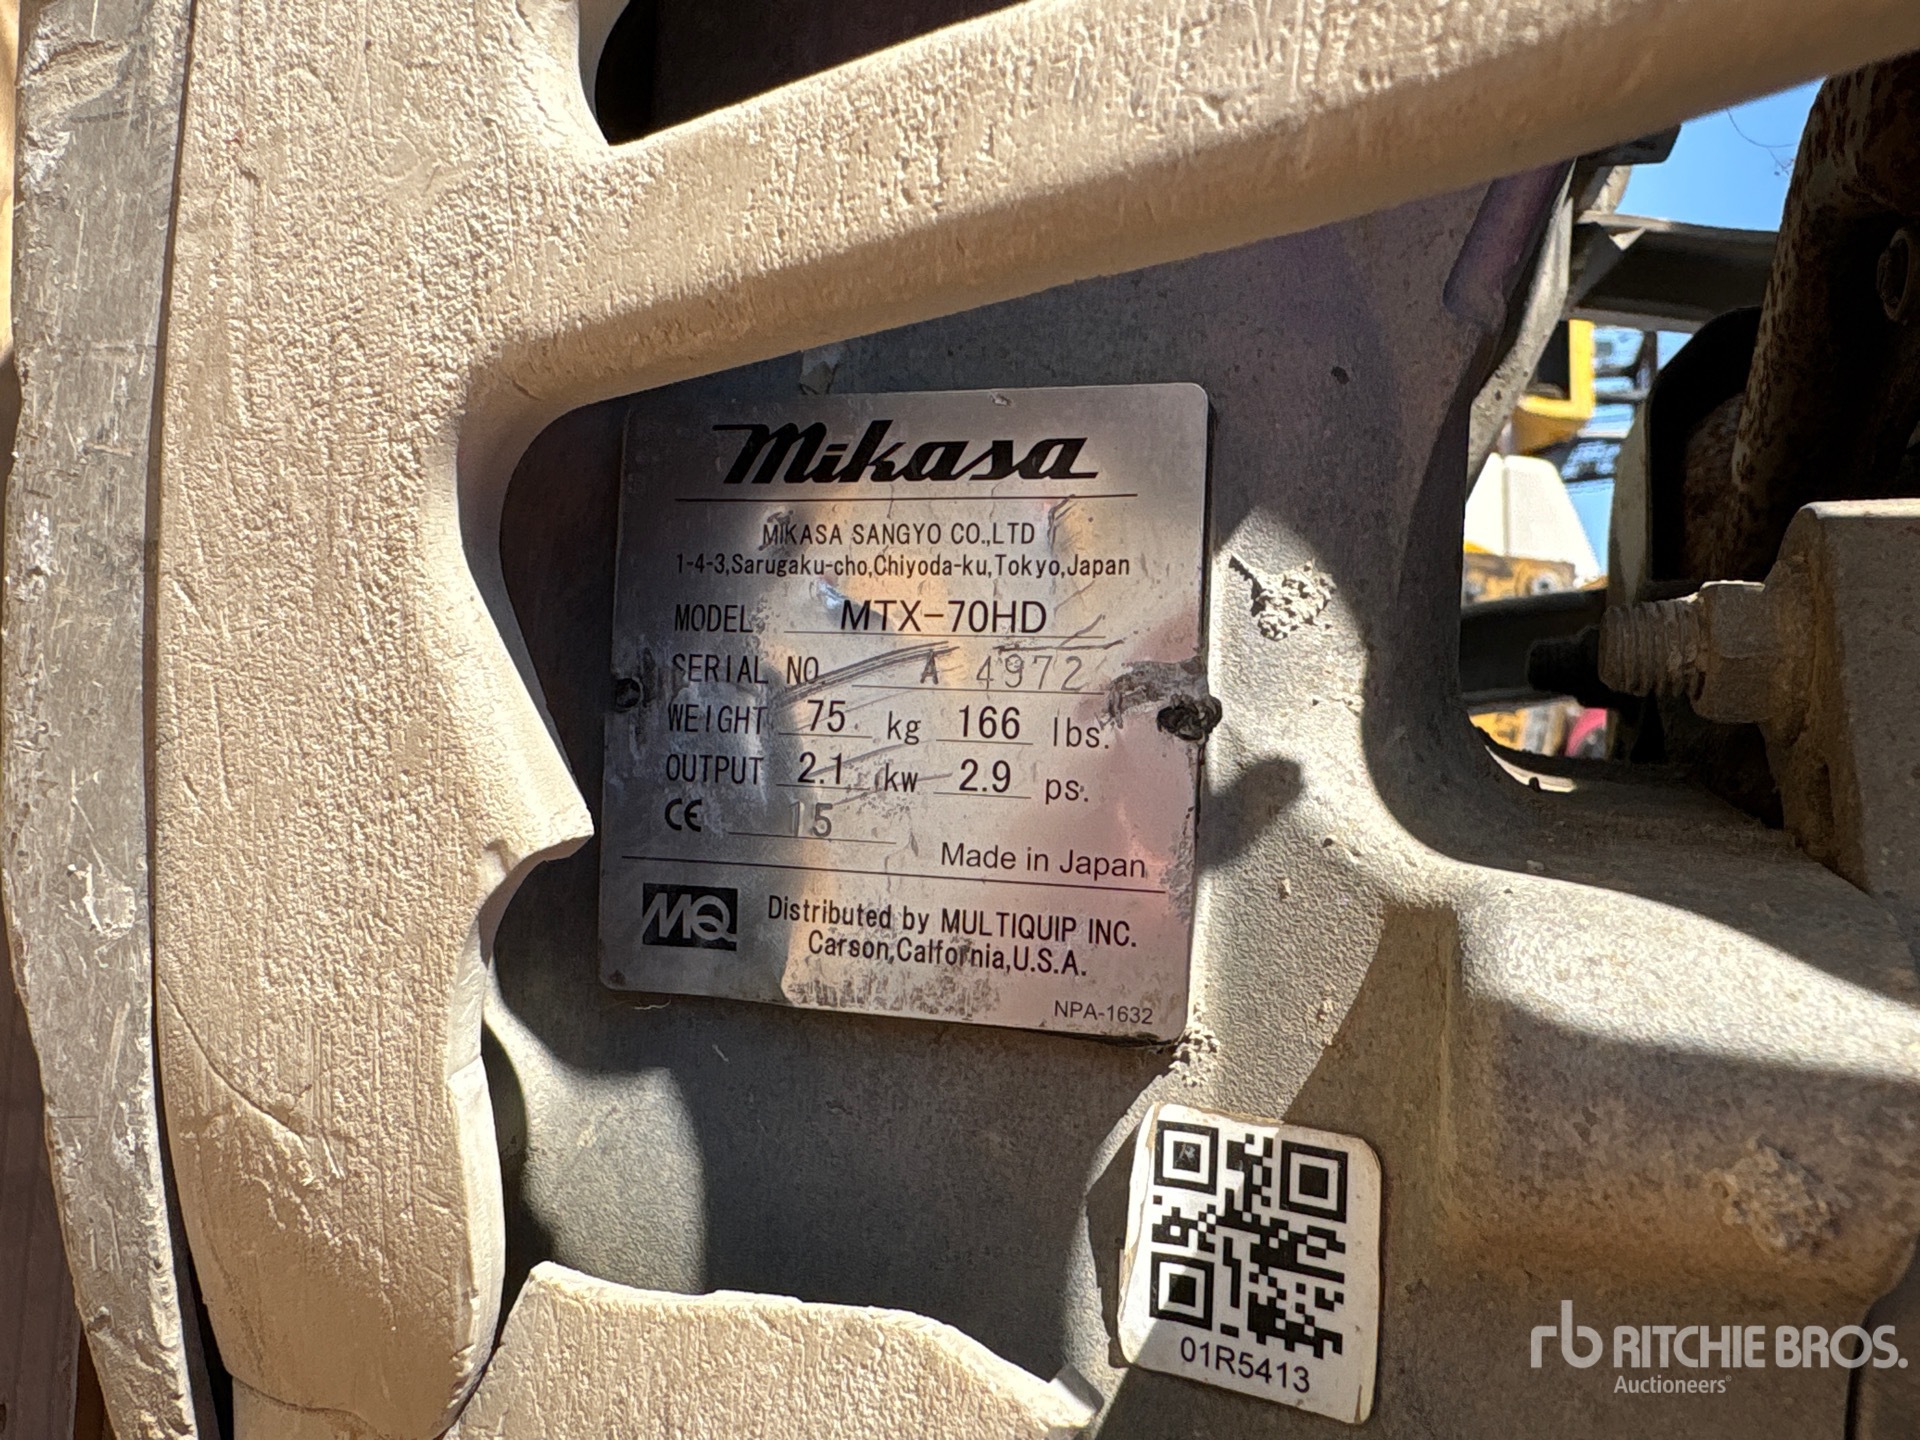 Mikasa
MIKASA SANGYO CO.,LTD
1-4-3,Sarugaku-cho,Chiyoda-ku,Tokyo,Japan
MODEL MTX-70HD
SERIAL NO. A 4972
WEIGHT 75 kg 166 lbs.
OUTPUT 2.1 kw 2.9 ps.
CE 15
Made in Japan
MQ Distributed by MULTIQUIP INC.
Carson,Calfornia,U.S.A.
NPA-1632
01R5413
rb RITCHIE BROS.
Auctioneers